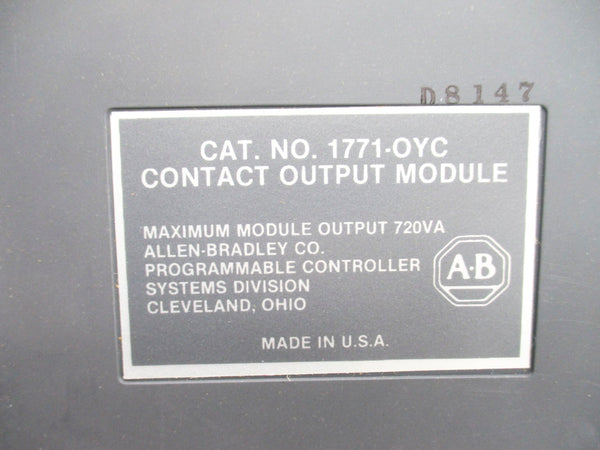 D8147
CAT. NO. 1771-OYC
CONTACT OUTPUT MODULE
MAXIMUM MODULE OUTPUT 720VA
ALLEN-BRADLEY CO.
PROGRAMMABLE CONTROLLER
SYSTEMS DIVISION
CLEVELAND, OHIO
A-B
MADE IN U.S.A.